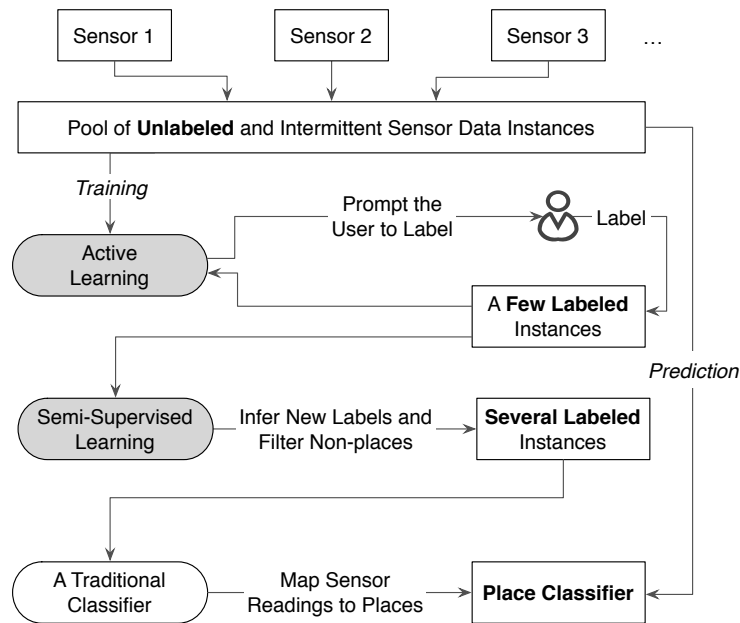 Sensor 1
Sensor 2
Sensor 3
...
Pool of Unlabeled and Intermittent Sensor Data Instances
Training
Prompt the
User to Label
Label
Active
Learning
A Few Labeled
Instances
Prediction
Semi-Supervised
Learning
Infer New Labels and
Filter Non-places
Several Labeled
Instances
A Traditional
Classifier
Map Sensor
Readings to Places
Place Classifier